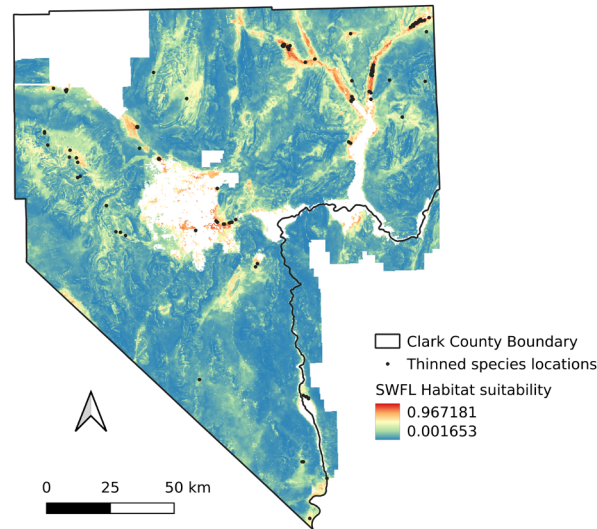 Clark County Boundary
Thinned species locations
SWFL Habitat suitability
0.967181
0.001653
0 25 50 km